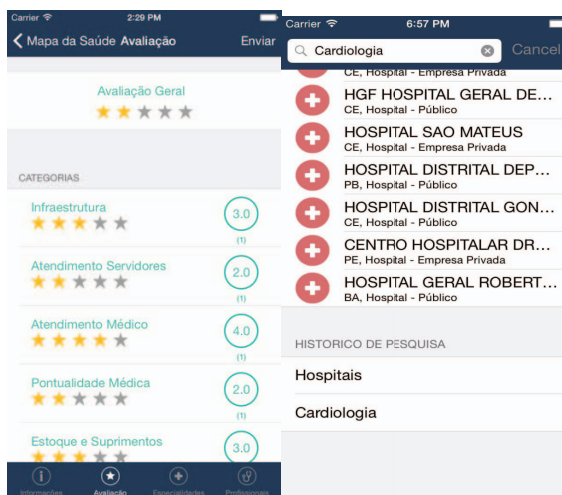 Carrier 2:29 PM
Mapa da Saúde Avaliação Enviar
Avaliação Geral
CATEGORIAS
Infraestrutura
3.0
(1)
Atendimento Servidores
2.0
(1)
Atendimento Médico
4.0
(1)
Pontualidade Médica
2.0
(1)
Estoque e Suprimentos
3.0
Informações Avaliação Especialidades Profissionais
Carrier 6:57 PM
Cardiologia Cancel
CE, Hospital - Empresa Privada
HGF HOSPITAL GERAL DE...
CE, Hospital - Público
HOSPITAL SAO MATEUS
CE, Hospital - Empresa Privada
HOSPITAL DISTRITAL DEP...
PB, Hospital - Público
HOSPITAL DISTRITAL GON...
CE, Hospital - Público
CENTRO HOSPITALAR DR...
PE, Hospital - Empresa Privada
HOSPITAL GERAL ROBERT...
BA, Hospital - Público
HISTORICO DE PESQUISA
Hospitais
Cardiologia